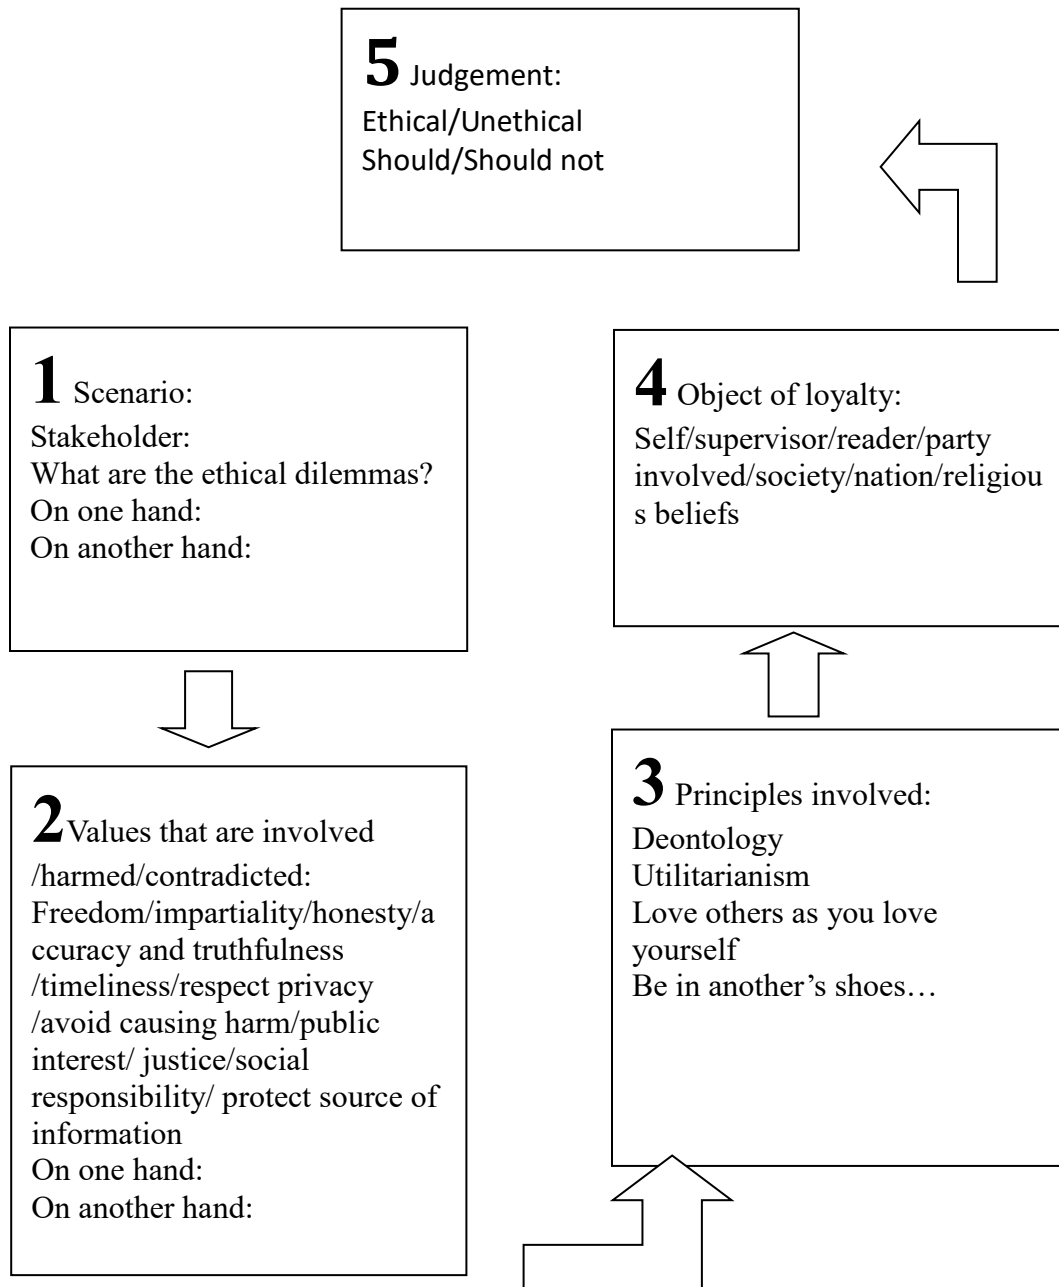 5 Judgement:
Ethical/Unethical
Should/Should not
1 Scenario:
Stakeholder:
What are the ethical dilemmas?
On one hand:
On another hand:
4 Object of loyalty:
Self/supervisor/reader/party
involved/society/nation/religiou
s beliefs
2Values that are involved
/harmed/contradicted:
Freedom/impartiality/honesty/a
ccuracy and truthfulness
/timeliness/respect privacy
/avoid causing harm/public
interest/ justice/social
responsibility/ protect source of
information
On one hand:
On another hand:
3 Principles involved:
Deontology
Utilitarianism
Love others as you love
yourself
Be in another’s shoes…